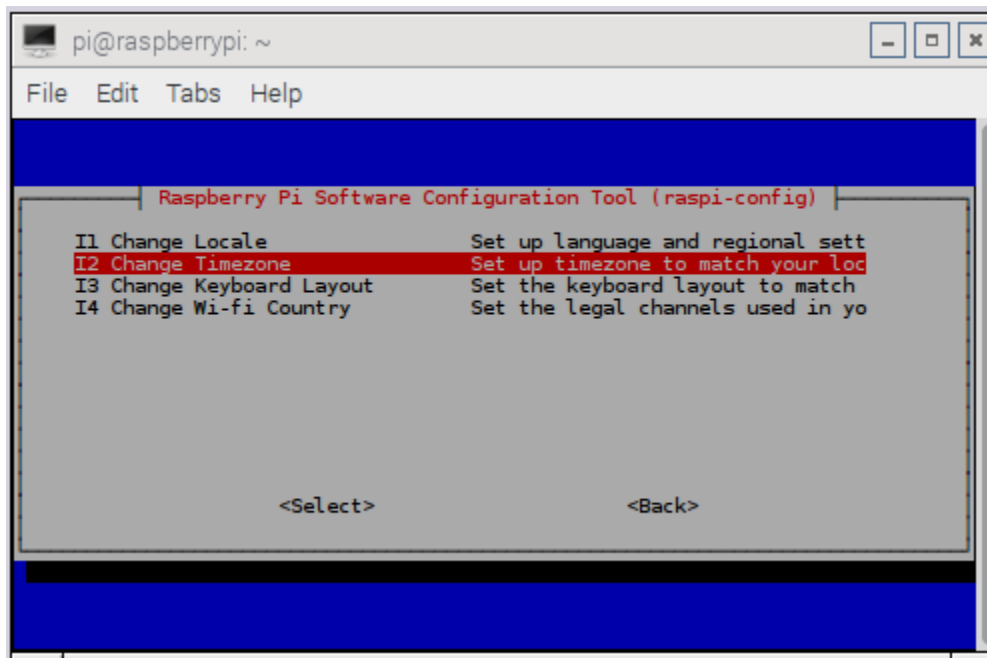 pi@raspberrypi: ~
File Edit Tabs Help
Raspberry Pi Software Configuration Tool (raspi-config)
I1 Change Locale Set up language and regional sett
I2 Change Timezone Set up timezone to match your loc
I3 Change Keyboard Layout Set the keyboard layout to match
I4 Change Wi-fi Country Set the legal channels used in yo
<Select> <Back>